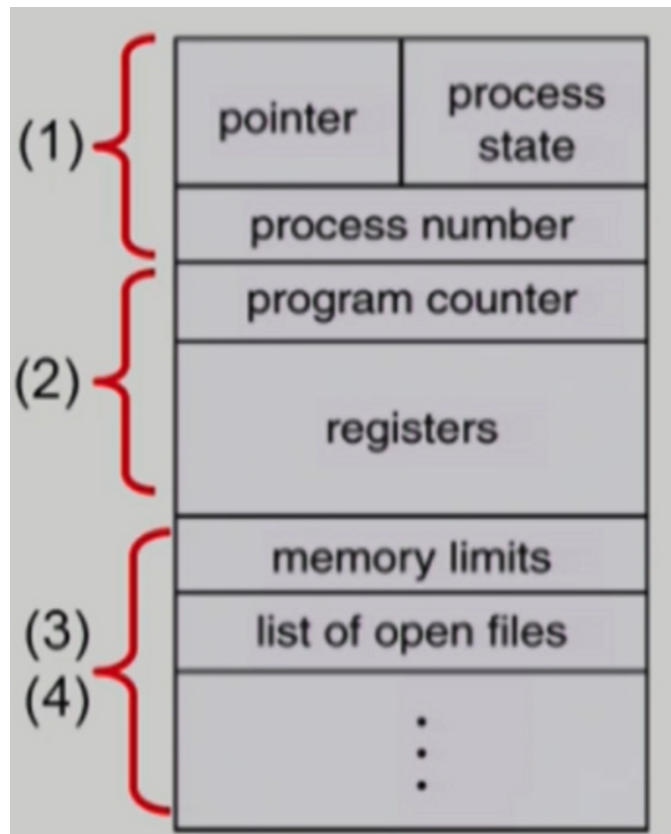 (1)
pointer
process
state
process number
(2)
program counter
registers
(3)
(4)
memory limits
list of open files